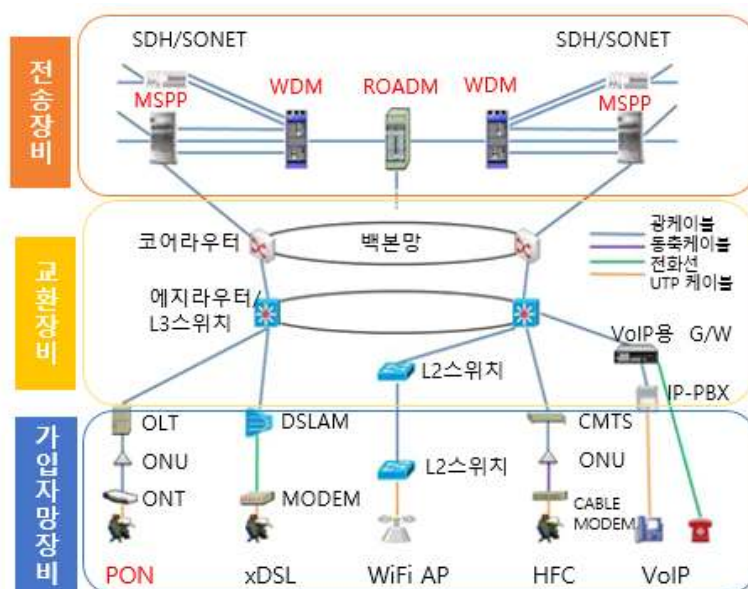 전송장비
SDH/SONET
SDH/SONET
MSPP
WDM
ROADM
WDM
MSPP
교환장비
코어라우터
백본망
광케이블
동축케이블
전화선
UTP 케이블
에지라우터/
L3스위치
VoIP용 G/W
L2스위치
IP-PBX
가입자망장비
OLT
DSLAM
CMTS
ONU
L2스위치
ONU
ONT
MODEM
CABLE
MODEM
PON
xDSL
WiFi AP
HFC
VoIP